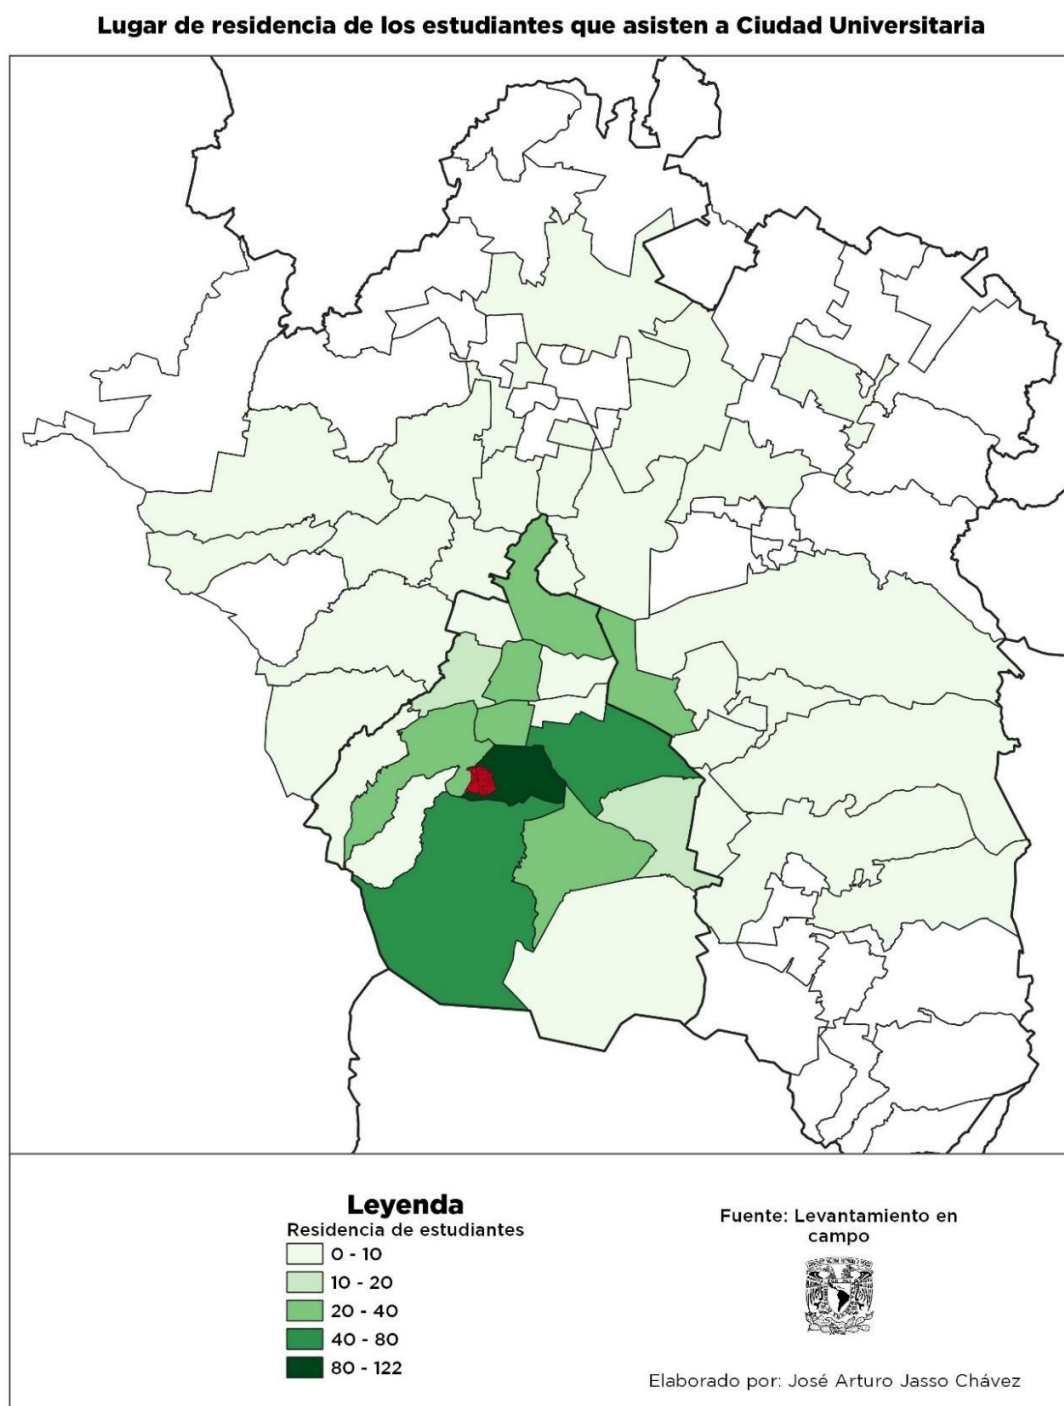 Lugar de residencia de los estudiantes que asisten a Ciudad Universitaria
Leyenda
Residencia de estudiantes
0 - 10
10 - 20
20 - 40
40 - 80
80 - 122
Fuente: Levantamiento en
campo
Elaborado por: José Arturo Jasso Chávez